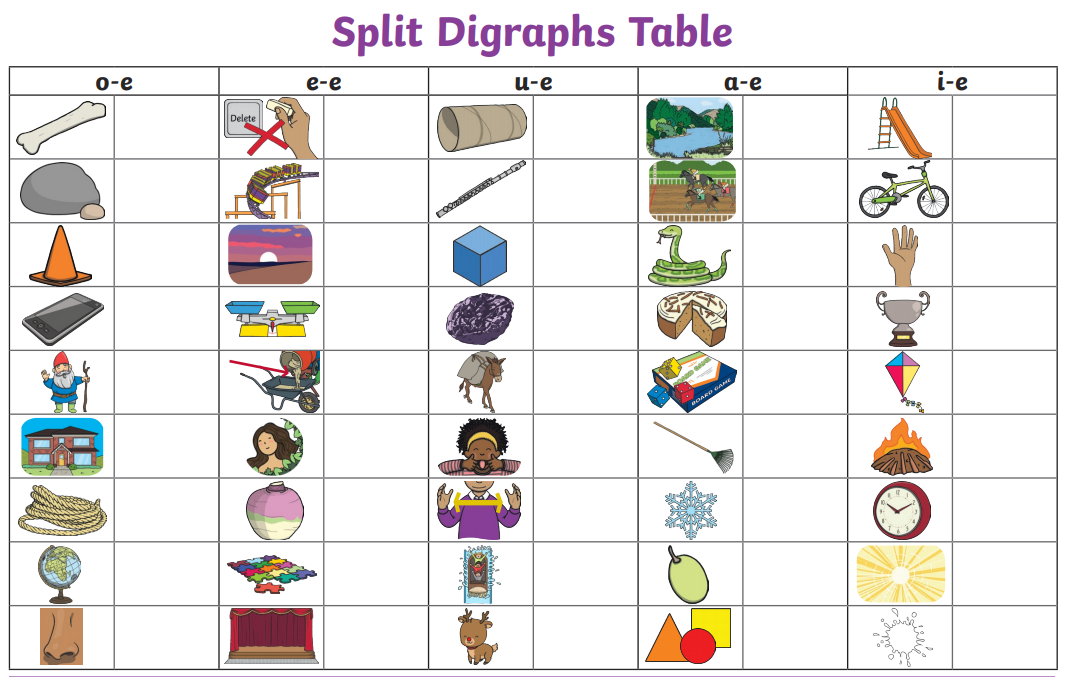 Split Digraphs Table
o-e e-e u-e a-e i-e
Delete
BOARD GAME